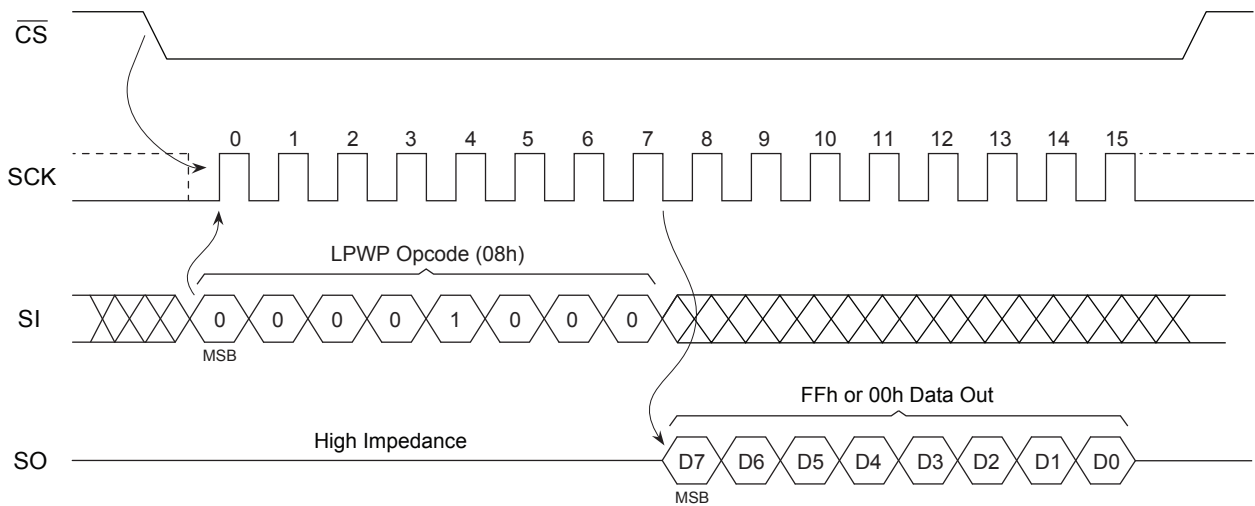 CS
0 1 2 3 4 5 6 7 8 9 10 11 12 13 14 15
SCK
LPWP Opcode (08h)
SI 0 0 0 0 1 0 0 0
MSB
FFh or 00h Data Out
High Impedance
SO D7 D6 D5 D4 D3 D2 D1 D0
MSB